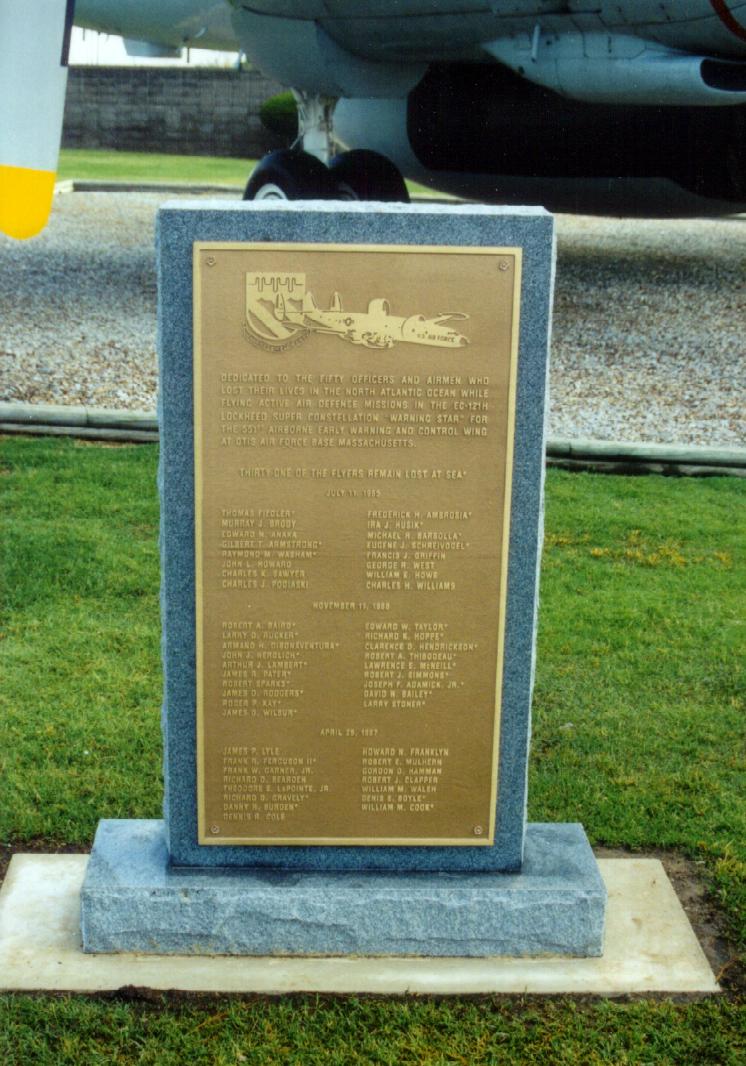 U.S. AIR FORCE
DEDICATED TO THE FIFTY OFFICERS AND AIRMEN WHO
LOST THEIR LIVES IN THE NORTH ATLANTIC OCEAN WHILE
FLYING ACTIVE AIR DEFENCE MISSIONS IN THE EC-121H
LOCKHEED SUPER CONSTELLATION "WARNING STAR" FOR
THE 551ST AIRBORNE EARLY WARNING AND CONTROL WING
AT OTIS AIR FORCE BASE MASSACHUSETTS.
THIRTY ONE OF THE FLYERS REMAIN LOST AT SEA*
JULY 11, 1965
THOMAS FIEDLER*
MURRAY J. BRODY
EDWARD N. ANAKA
GILBERT T. ARMSTRONG*
RAYMOND M. WASHAM*
JOHN L. HOWARD
CHARLES K. SAWYER
CHARLES J. PODJASKI
FREDERICK H. AMBROSIA*
IRA J. HUSIK*
MICHAEL R. BARBOLLA*
EUGENE J. SCHREIVOGEL*
FRANCIS J. GRIFFIN
GEORGE R. WEST
WILLIAM E. HOWE
CHARLES H. WILLIAMS
NOVEMBER 11, 1966
ROBERT A. BAIRD*
LARRY D. RUCKER*
ARMAND H. DIBONAVENTURA*
JOHN J. HERDLICH*
ARTHUR J. LAMBERT*
JAMES R. PATER*
ROBERT SPARKS*
JAMES D. RODGERS*
ROGER P. KAY*
JAMES G. WILBUR*
EDWARD W. TAYLOR*
RICHARD K. HOPPE*
CLARENCE D. HENDRICKSON*
ROBERT A. THIBODEAU*
LAWRENCE E. McNEILL*
ROBERT J. SIMMONS*
JOSEPH F. ADAMICK, JR.*
DAVID N. BAILEY*
LARRY STONER*
APRIL 25, 1967
JAMES P. LYLE
FRANK R. FERGUSON II*
FRANK W. GARNER, JR.
RICHARD D. BEARDEN
THEODORE E. LaPOINTE, JR.
RICHARD B. GRAVELY*
DANNY R. BURDEN*
DENNIS R. COLE
HOWARD N. FRANKLYN
ROBERT E. MULHERN
GORDON O. HAMMAN
ROBERT J. CLAPPER
WILLIAM M. WALSH
DENIS E. BOYLE*
WILLIAM M. COOK*